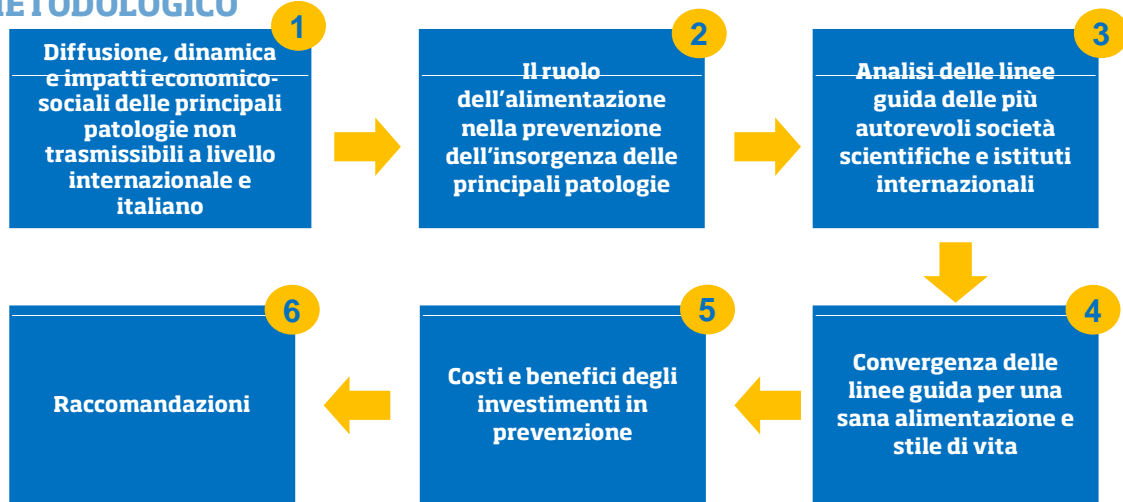 METODOLOGICO
1
Diffusione, dinamica
e impatti economico-
sociali delle principali
patologie non
trasmissibili a livello
internazionale e
italiano
2
Il ruolo
dell’alimentazione
nella prevenzione
dell’insorgenza delle
principali patologie
3
Analisi delle linee
guida delle più
autorevoli società
scientifiche e istituti
internazionali
4
Convergenza delle
linee guida per una
sana alimentazione e
stile di vita
5
Costi e benefici degli
investimenti in
prevenzione
6
Raccomandazioni